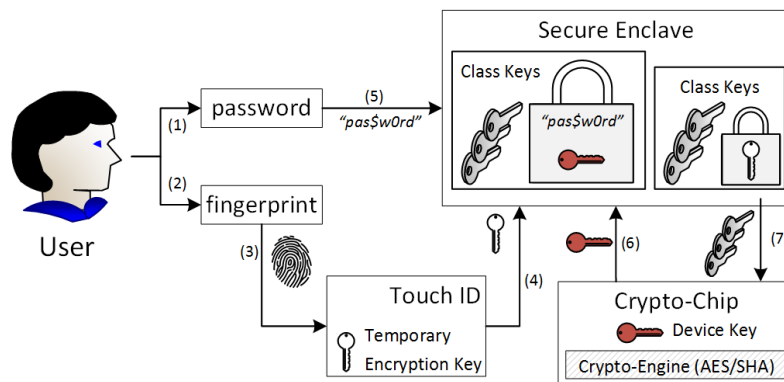 Secure Enclave
Class Keys
Class Keys
(5)
password
"pas$w0rd"
"pas$w0rd"
(1)
(2)
fingerprint
User
(3)
(4)
(6)
(7)
Touch ID
Temporary
Encryption Key
Crypto-Chip
Device Key
Crypto-Engine (AES/SHA)